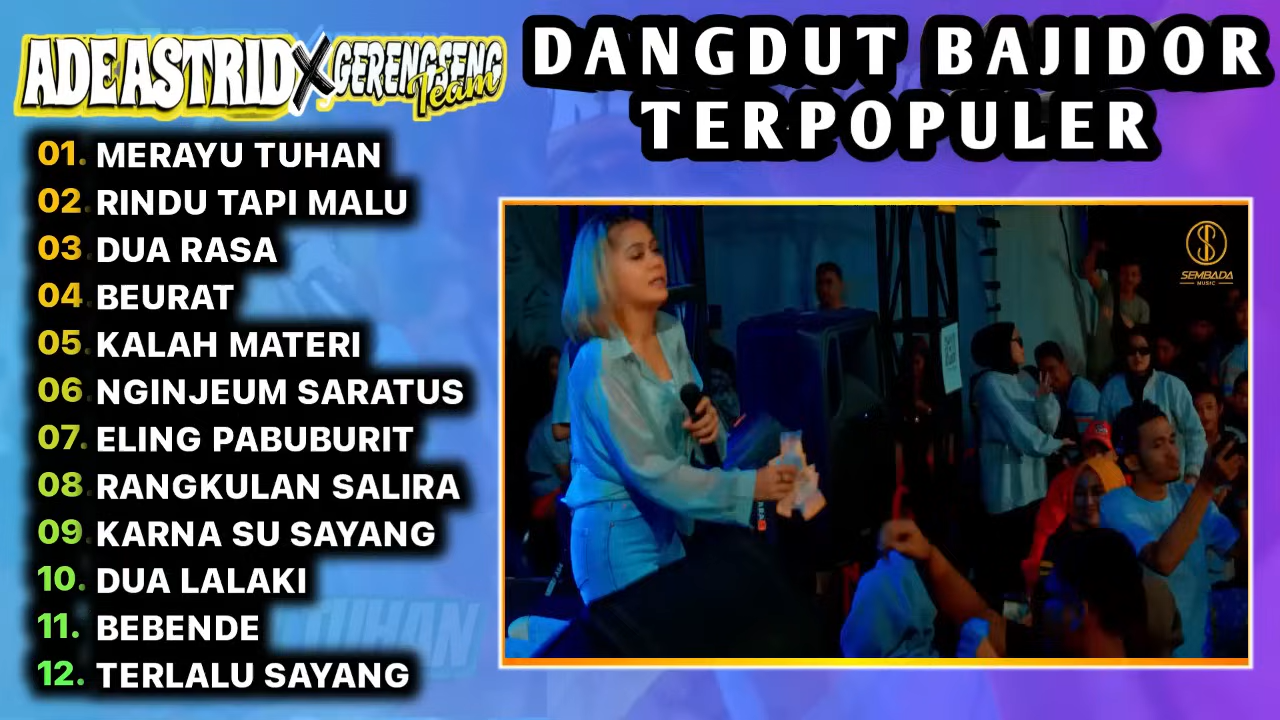 ADE ASTRID X GERENGSENG Team
DANGDUT BAJIDOR
TERPOPULER
01. MERAYU TUHAN
02. RINDU TAPI MALU
03. DUA RASA
04. BEURAT
05. KALAH MATERI
06. NGINJEUM SARATUS
07. ELING PABUBURIT
08. RANGKULAN SALIRA
09. KARNA SU SAYANG
10. DUA LALAKI
11. BEBENDE
12. TERLALU SAYANG
SEMBADA
MUSIC
TUHAN